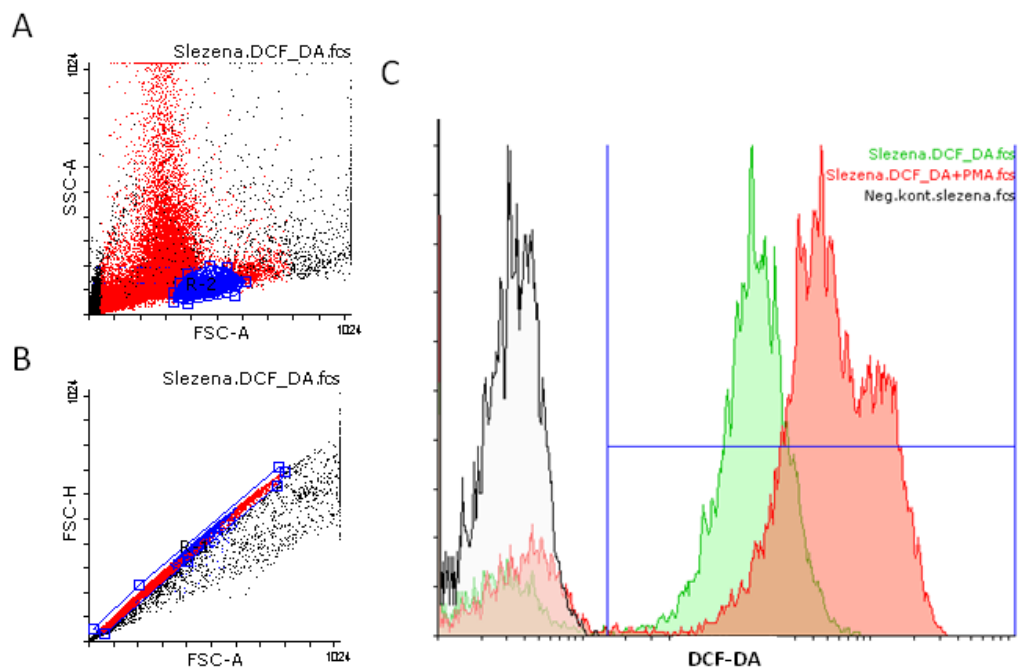 A
Slezena.DCF_DA.fcs
1024
SSC-A
R-2
FSC-A
1024
B
Slezena.DCF_DA.fcs
1024
FSC-H
FSC-A
1024
C
Slezena.DCF_DA.fcs
Slezena.DCF_DA+PMA.fcs
Neg.kont.slezena.fcs
DCF-DA